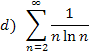 d) ∑_{n=2}^{∞} 1/(n ln n)